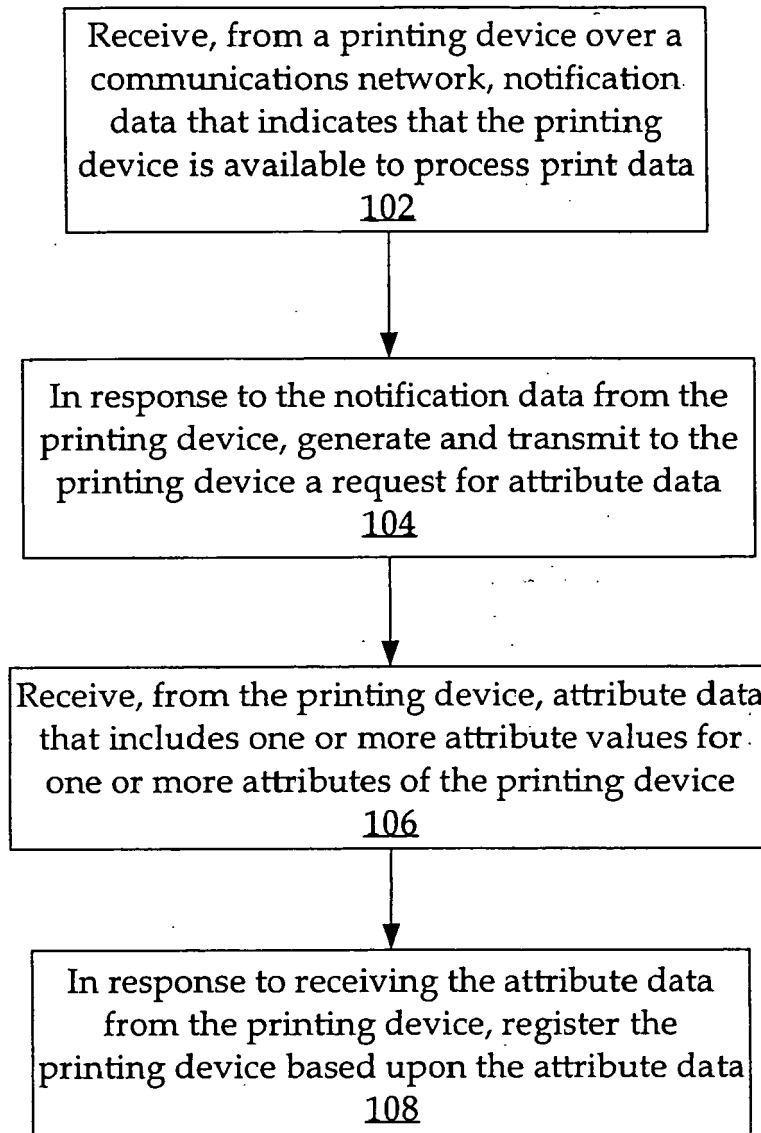 Receive, from a printing device over a
communications network, notification
data that indicates that the printing
device is available to process print data
102
In response to the notification data from the
printing device, generate and transmit to the
printing device a request for attribute data
104
Receive, from the printing device, attribute data
that includes one or more attribute values for
one or more attributes of the printing device
106
In response to receiving the attribute data
from the printing device, register the
printing device based upon the attribute data
108